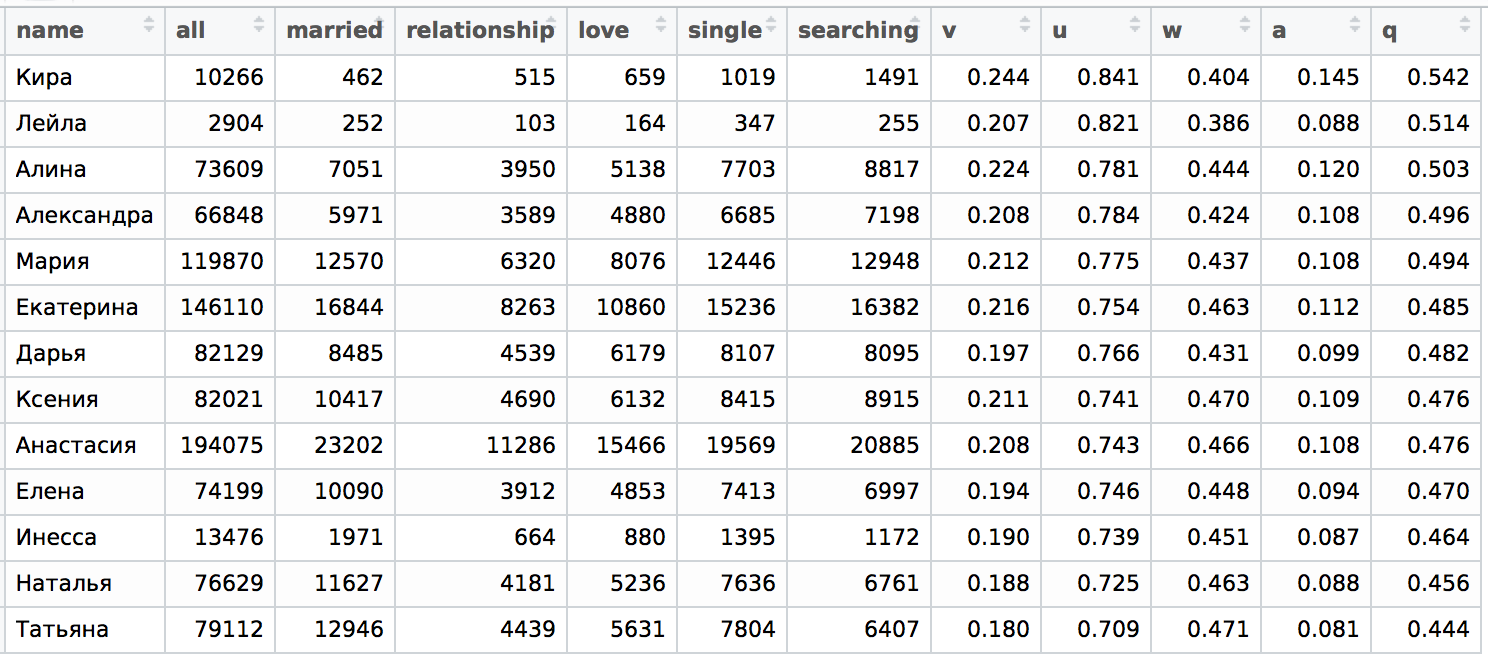 name all married relationship love single searching v u w a q
Кира 10266 462 515 659 1019 1491 0.244 0.841 0.404 0.145 0.542
Лейла 2904 252 103 164 347 255 0.207 0.821 0.386 0.088 0.514
Алина 73609 7051 3950 5138 7703 8817 0.224 0.781 0.444 0.120 0.503
Александра 66848 5971 3589 4880 6685 7198 0.208 0.784 0.424 0.108 0.496
Мария 119870 12570 6320 8076 12446 12948 0.212 0.775 0.437 0.108 0.494
Екатерина 146110 16844 8263 10860 15236 16382 0.216 0.754 0.463 0.112 0.485
Дарья 82129 8485 4539 6179 8107 8095 0.197 0.766 0.431 0.099 0.482
Ксения 82021 10417 4690 6132 8415 8915 0.211 0.741 0.470 0.109 0.476
Анастасия 194075 23202 11286 15466 19569 20885 0.208 0.743 0.466 0.108 0.476
Елена 74199 10090 3912 4853 7413 6997 0.194 0.746 0.448 0.094 0.470
Инесса 13476 1971 664 880 1395 1172 0.190 0.739 0.451 0.087 0.464
Наталья 76629 11627 4181 5236 7636 6761 0.188 0.725 0.463 0.088 0.456
Татьяна 79112 12946 4439 5631 7804 6407 0.180 0.709 0.471 0.081 0.444